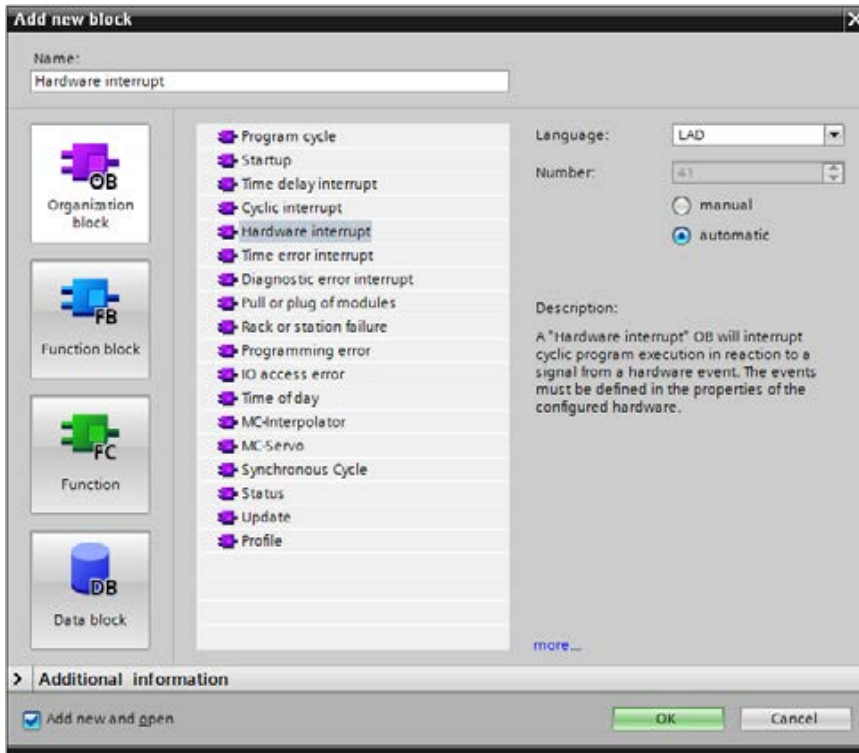 Add new block
Name:
Hardware interrupt
OB
Organization
block
FB
Function block
FC
Function
DB
Data block
Program cycle
Startup
Time delay interrupt
Cyclic interrupt
Hardware interrupt
Time error interrupt
Diagnostic error interrupt
Pull or plug of modules
Rack or station failure
Programming error
IO access error
Time of day
MC-Interpolator
MC-Servo
Synchronous Cycle
Status
Update
Profile
Language: LAD
Number: 41
manual
automatic
Description:
A "Hardware interrupt" OB will interrupt
cyclic program execution in reaction to a
signal from a hardware event. The events
must be defined in the properties of the
configured hardware.
more...
> Additional information
Add new and open
OK
Cancel